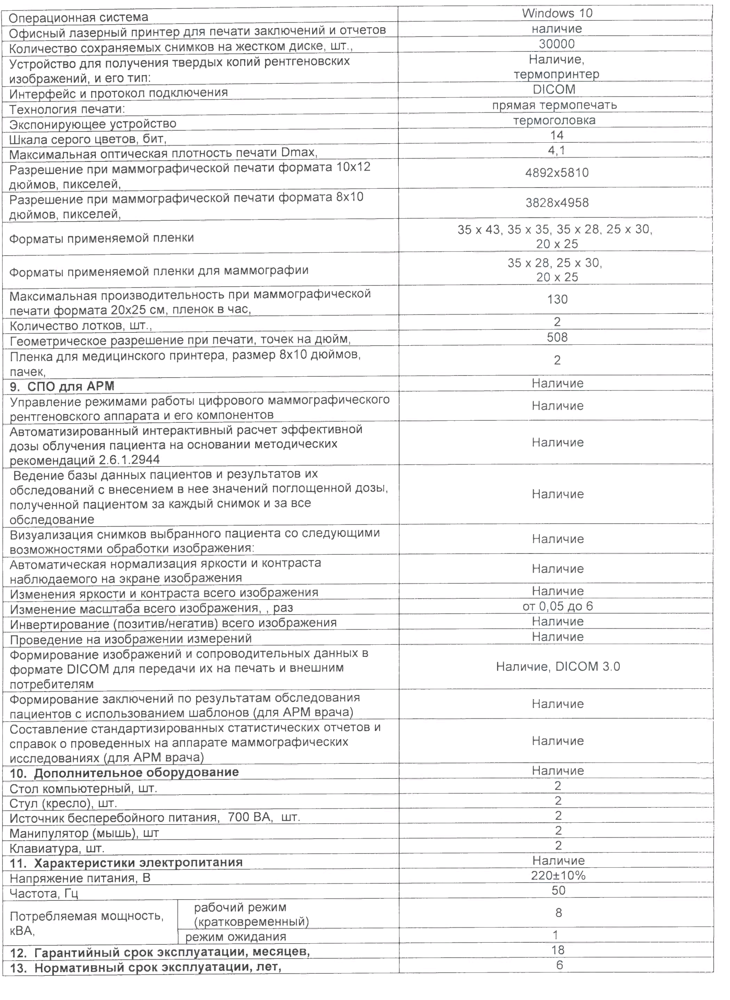 Операционная система
Windows 10
Офисный лазерный принтер для печати заключений и отчетов
наличие
Количество сохраняемых снимков на жестком диске, шт.,
30000
Устройство для получения твердых копий рентгеновских
изображений, и его тип:
Наличие,
термопринтер
Интерфейс и протокол подключения
DICOM
Технология печати:
прямая термопечать
Экспонирующее устройство
термоголовка
Шкала серого цветов, бит,
14
Максимальная оптическая плотность печати Dmax,
4,1
Разрешение при маммографической печати формата 10х12
дюймов, пикселей,
4892х5810
Разрешение при маммографической печати формата 8х10
дюймов, пикселей,
3828х4958
Форматы применяемой пленки
35 х 43, 35 х 35, 35 х 28, 25 х 30,
20 х 25
Форматы применяемой пленки для маммографии
35 х 28, 25 х 30,
20 х 25
Максимальная производительность при маммографической
печати формата 20х25 см, пленок в час,
130
Количество лотков, шт.,
2
Геометрическое разрешение при печати, точек на дюйм,
508
Пленка для медицинского принтера, размер 8х10 дюймов,
пачек,
2
9. СПО для АРМ
Наличие
Управление режимами работы цифрового маммографического
рентгеновского аппарата и его компонентов
Наличие
Автоматизированный интерактивный расчет эффективной
дозы облучения пациента на основании методических
рекомендаций 2.6.1.2944
Наличие
Ведение базы данных пациентов и результатов их
обследований с внесением в нее значений поглощенной дозы,
полученной пациентом за каждый снимок и за все
обследование
Наличие
Визуализация снимков выбранного пациента со следующими
возможностями обработки изображения:
Наличие
Автоматическая нормализация яркости и контраста
наблюдаемого на экране изображения
Наличие
Изменения яркости и контраста всего изображения
Наличие
Изменение масштаба всего изображения, , раз
от 0,05 до 6
Инвертирование (позитив/негатив) всего изображения
Наличие
Проведение на изображении измерений
Наличие
Формирование изображений и сопроводительных данных в
формате DICOM для передачи их на печать и внешним
потребителям
Наличие, DICOM 3.0
Формирование заключений по результатам обследования
пациентов с использованием шаблонов (для АРМ врача)
Наличие
Составление стандартизированных статистических отчетов и
справок о проведенных на аппарате маммографических
исследованиях (для АРМ врача)
Наличие
10. Дополнительное оборудование
Наличие
Стол компьютерный, шт.
2
Стул (кресло), шт.
2
Источник бесперебойного питания, 700 ВА, шт.
2
Манипулятор (мышь), шт
2
Клавиатура, шт.
2
11. Характеристики электропитания
Наличие
Напряжение питания, В
220±10%
Частота, Гц
50
Потребляемая мощность,
кВА,
рабочий режим
(кратковременный)
8
режим ожидания
1
12. Гарантийный срок эксплуатации, месяцев,
18
13. Нормативный срок эксплуатации, лет,
6